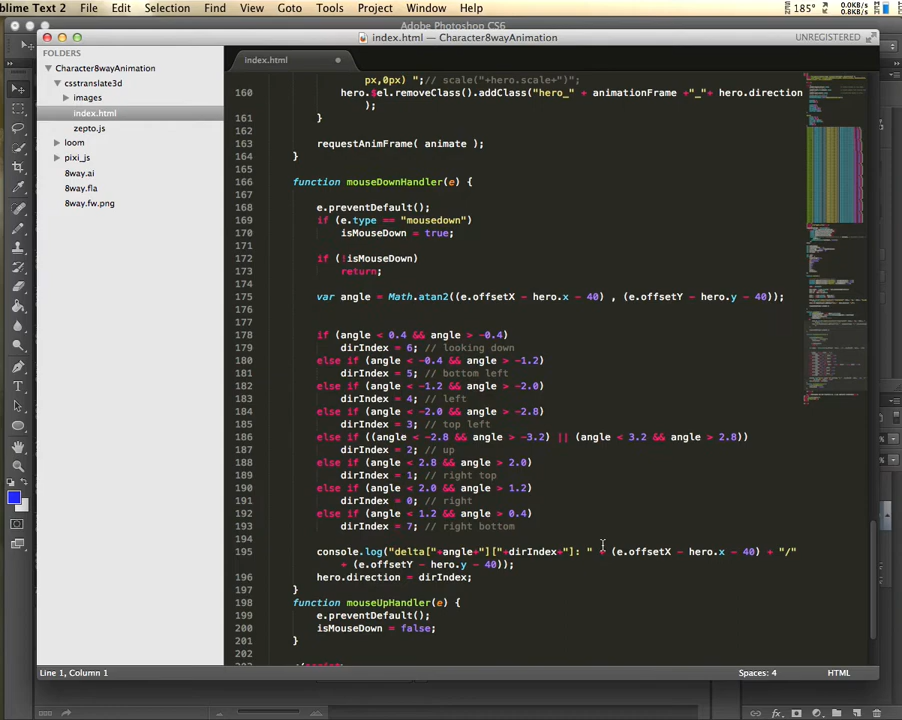 blime Text 2 File Edit Selection Find View Goto Tools Project Window Help 185° 0.0KB/s 0.8KB/s
Adobe Photoshop CS6
index.html — Character8wayAnimation UNREGISTERED
FOLDERS
Character8wayAnimation
csstranslate3d
images
index.html
zepto.js
loom
pixi_js
8way.ai
8way.fla
8way.fw.png
index.html
px,0px) ";// scale("+hero.scale+")";
160 hero.$el.removeClass().addClass("hero_" + animationFrame +"_"+ hero.direction
);
161 }
162
163 requestAnimFrame( animate );
164 }
165
166 function mouseDownHandler(e) {
167
168 e.preventDefault();
169 if (e.type == "mousedown")
170 isMouseDown = true;
171
172 if (!isMouseDown)
173 return;
174
175 var angle = Math.atan2((e.offsetX - hero.x - 40) , (e.offsetY - hero.y - 40));
176
177
178 if (angle < 0.4 && angle > -0.4)
179 dirIndex = 6; // looking down
180 else if (angle < -0.4 && angle > -1.2)
181 dirIndex = 5; // bottom left
182 else if (angle < -1.2 && angle > -2.0)
183 dirIndex = 4; // left
184 else if (angle < -2.0 && angle > -2.8)
185 dirIndex = 3; // top left
186 else if ((angle < -2.8 && angle > -3.2) || (angle < 3.2 && angle > 2.8))
187 dirIndex = 2; // up
188 else if (angle < 2.8 && angle > 2.0)
189 dirIndex = 1; // right top
190 else if (angle < 2.0 && angle > 1.2)
191 dirIndex = 0; // right
192 else if (angle < 1.2 && angle > 0.4)
193 dirIndex = 7; // right bottom
194
195 console.log("delta["+angle+"]["+dirIndex+"]: " + (e.offsetX - hero.x - 40) + "/"
+ (e.offsetY - hero.y - 40));
196 hero.direction = dirIndex;
197 }
198 function mouseUpHandler(e) {
199 e.preventDefault();
200 isMouseDown = false;
201 }
202
Line 1, Column 1 Spaces: 4 HTML